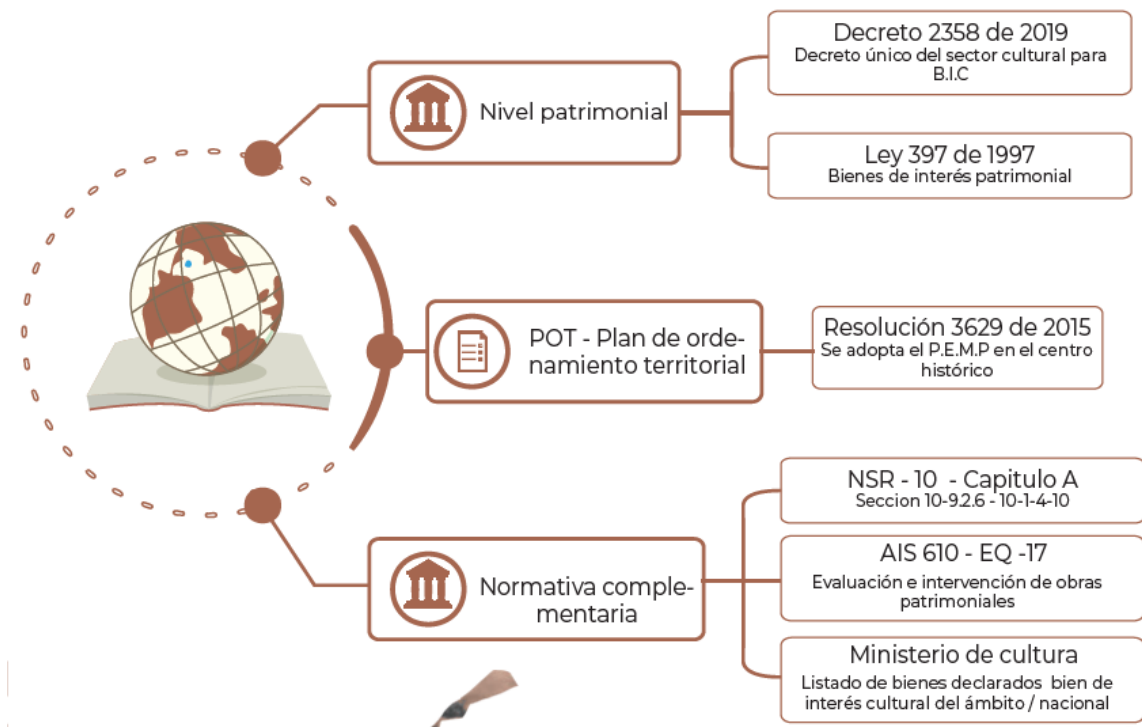 Nivel patrimonial
Decreto 2358 de 2019
Decreto único del sector cultural para
B.I.C
Ley 397 de 1997
Bienes de interés patrimonial
POT - Plan de orde-
namiento territorial
Resolución 3629 de 2015
Se adopta el P.E.M.P en el centro
histórico
Normativa comple-
mentaria
NSR - 10 - Capitulo A
Seccion 10-9.2.6 - 10-1-4-10
AIS 610 - EQ -17
Evaluación e intervención de obras
patrimoniales
Ministerio de cultura
Listado de bienes declarados bien de
interés cultural del ámbito / nacional